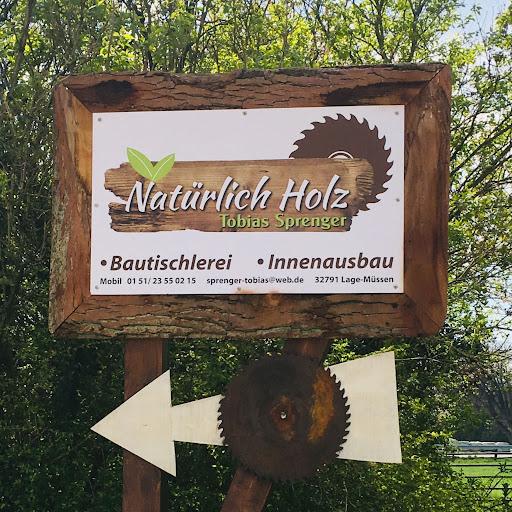 Natürlich Holz
Tobias Sprenger
• Bautischlerei • Innenausbau
Mobil 01 51/ 23 55 02 15 sprenger-tobias@web.de 32791 Lage-Müssen